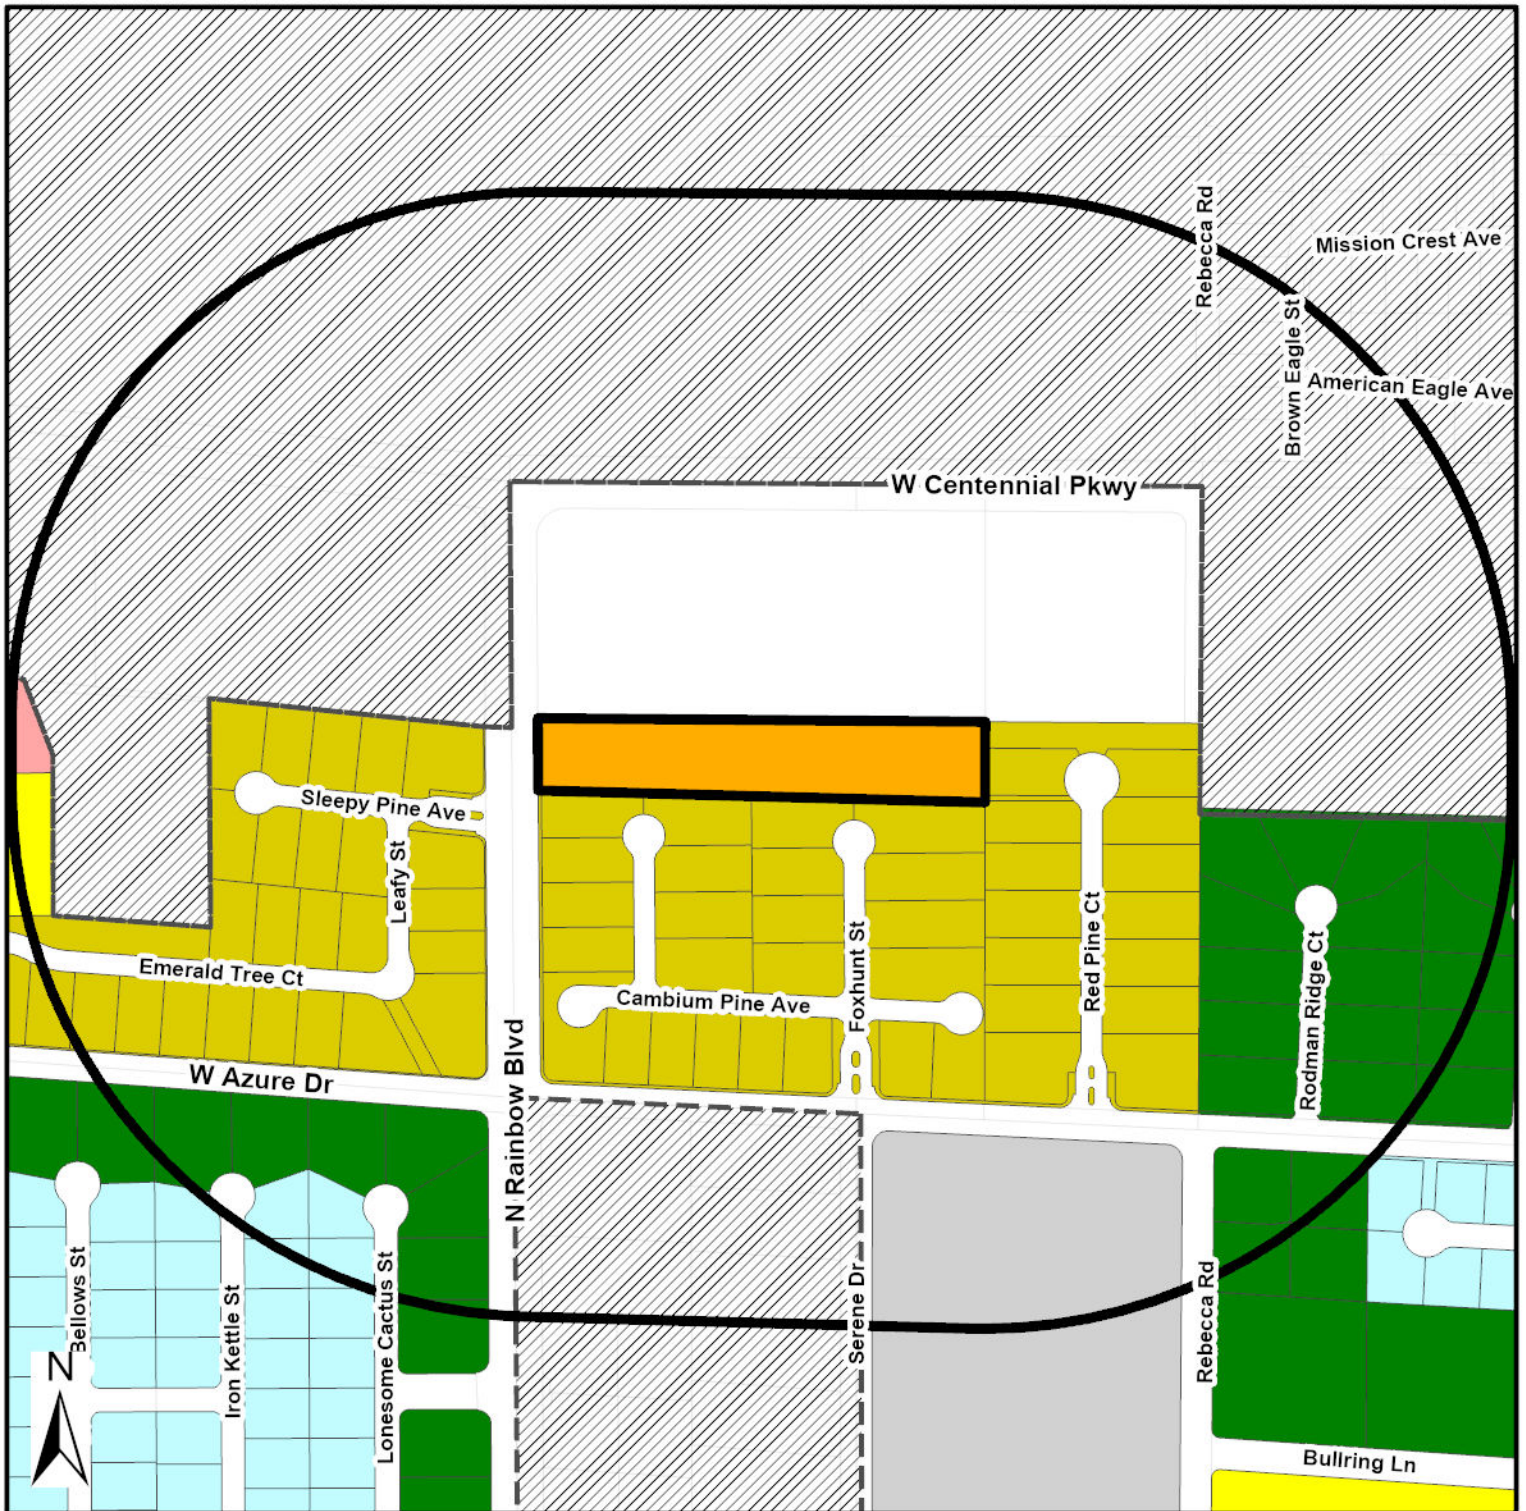 Rebecca Rd
Mission Crest Ave
Brown Eagle St
American Eagle Ave
W Centennial Pkwy
Sleepy Pine Ave
Leafy St
Emerald Tree Ct
Cambium Pine Ave
Foxhunt St
Red Pine Ct
Rodman Ridge Ct
W Azure Dr
N Rainbow Blvd
Bellows St
Iron Kettle St
Lonesome Cactus St
Serene Dr
Rebecca Rd
N
Bullring Ln